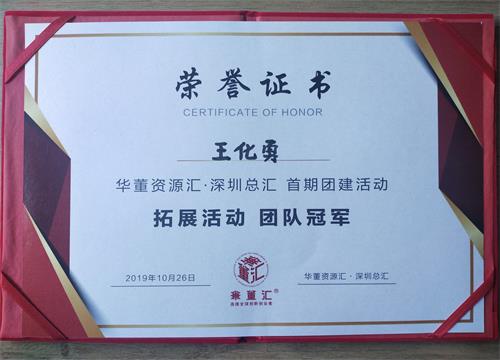 荣誉证书
CERTIFICATE OF HONOR
王化勇
华董资源汇·深圳总汇 首期团建活动
拓展活动 团队冠军
2019年10月26日
华董汇®
华董资源汇·深圳总汇